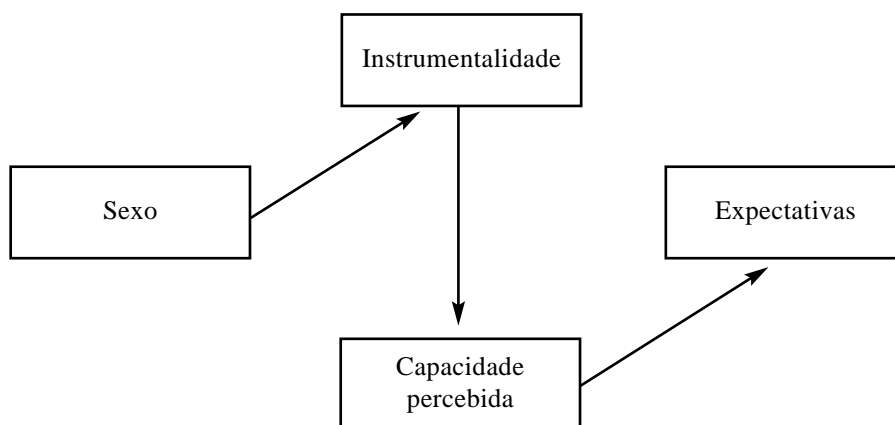 Instrumentalidade
Sexo
Expectativas
Capacidade
percebida